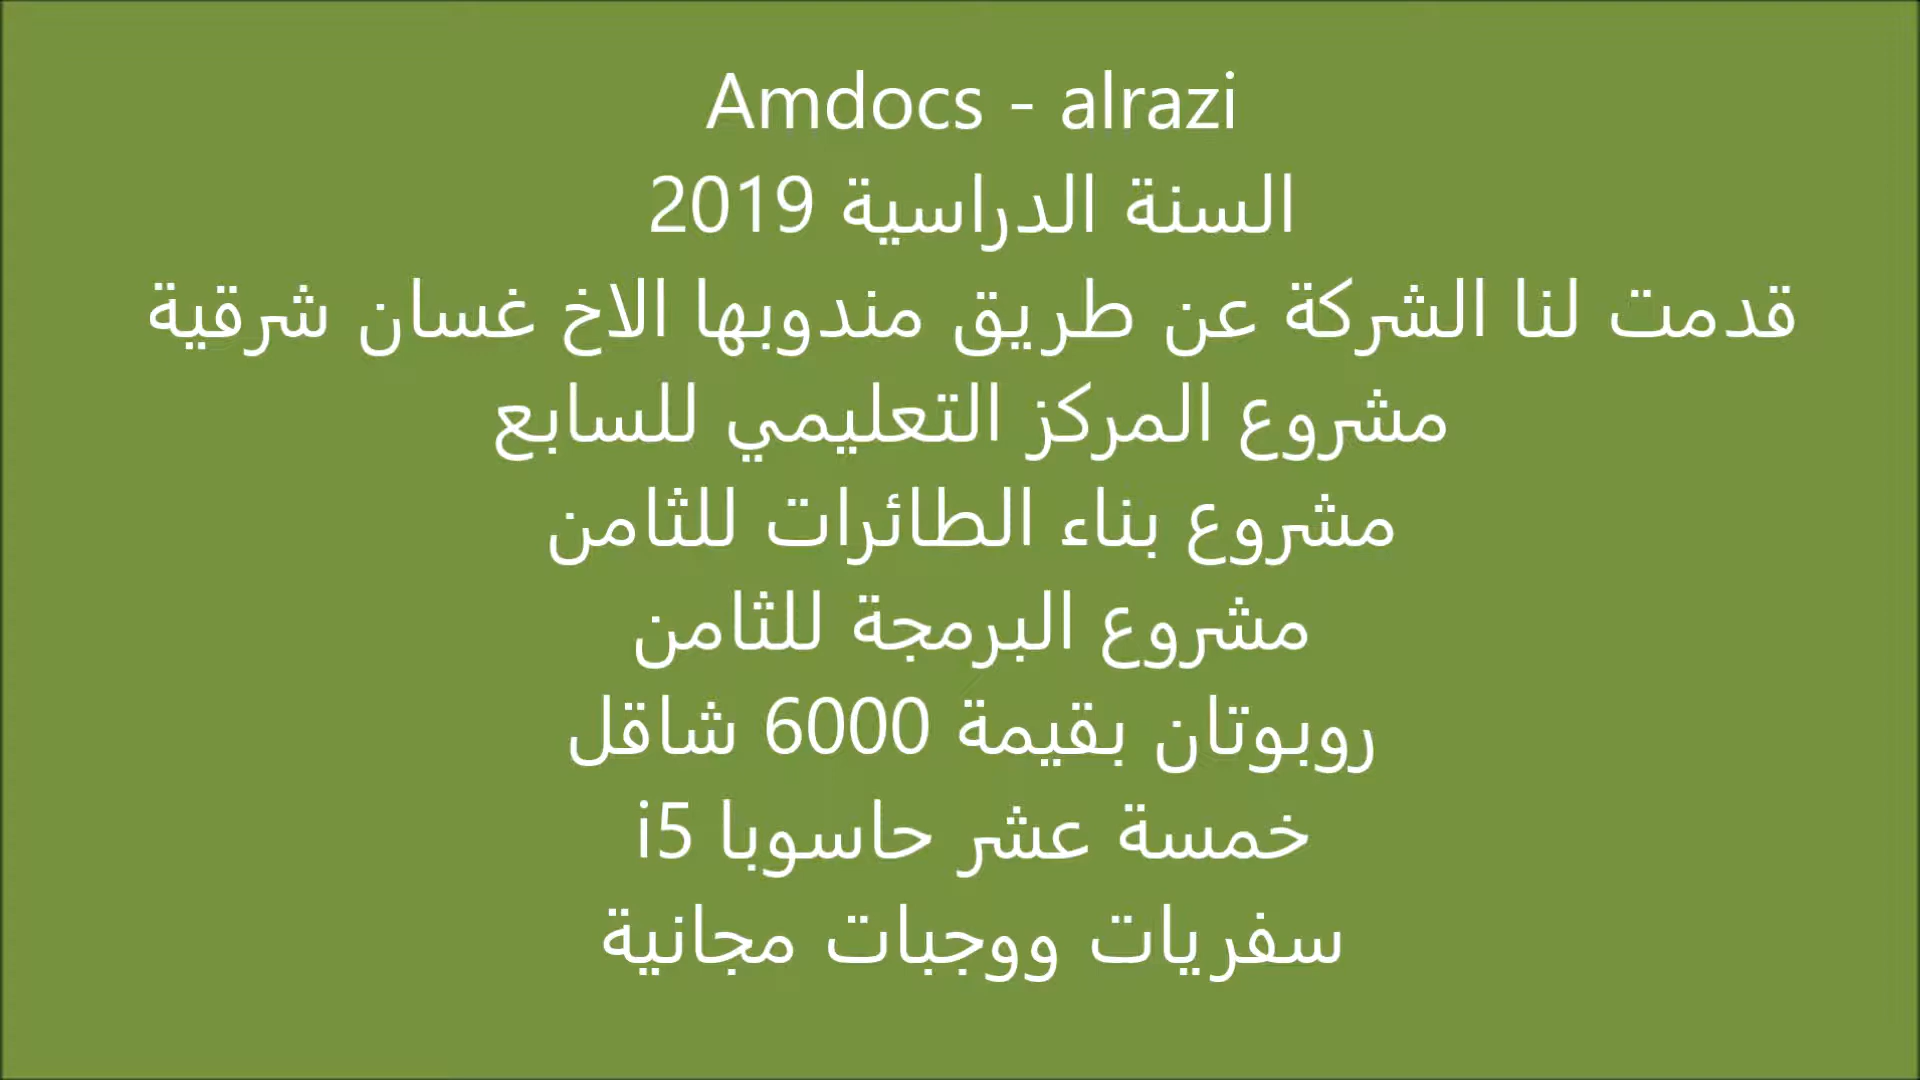 Amdocs - alrazi
السنة الدراسية 2019
قدمت لنا الشركة عن طريق مندوبها الاخ غسان شرقية
مشروع المركز التعليمي للسابع
مشروع بناء الطائرات للثامن
مشروع البرمجة للثامن
روبوتان بقيمة 6000 شاقل
خمسة عشر حاسوبا i5
سفريات ووجبات مجانية